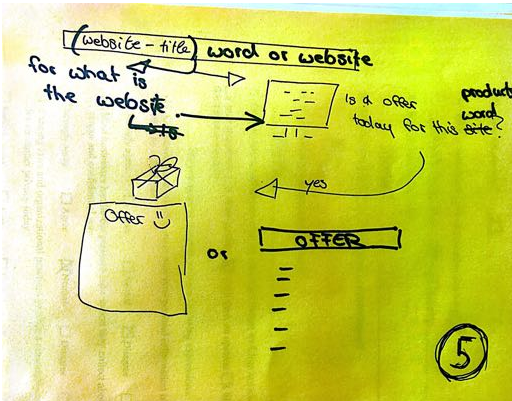 (website - title) word or website
for what is
the website.
Is a offer
product
word
today for this site?
yes
Offer
or
OFFER
5